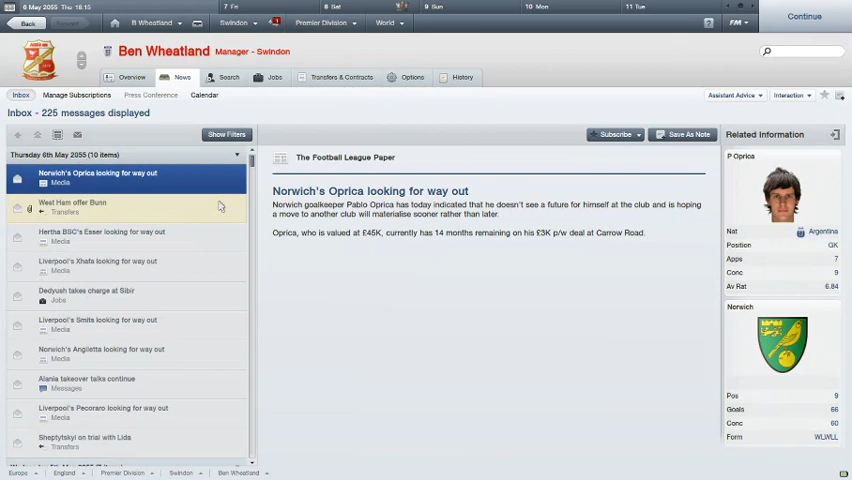 6 May 2055 Thu 18:15
7 Fri
8 Sat
9 Sun
10 Mon
11 Tue
Back
B Wheatland
Swindon
Premier Division
World
?
FM
Continue
Ben Wheatland Manager - Swindon
Overview
News
Search
Jobs
Transfers & Contracts
Options
History
Inbox
Manage Subscriptions
Press Conference
Calendar
Assistant Advice
Interaction
Inbox - 225 messages displayed
Show Filters
Subscribe
Save As Note
Related Information
Thursday 6th May 2055 (10 items)
Norwich's Oprica looking for way out
Media
West Ham offer Bunn
Transfers
Hertha BSC's Esser looking for way out
Media
Liverpool's Xhafa looking for way out
Media
Dedyush takes charge at Sibir
Jobs
Liverpool's Smits looking for way out
Media
Norwich's Angiletta looking for way out
Media
Alania takeover talks continue
Messages
Liverpool's Pecoraro looking for way out
Media
Sheptytskyi on trial with Lida
Transfers
The Football League Paper
Norwich's Oprica looking for way out
Norwich goalkeeper Pablo Oprica has today indicated that he doesn't see a future for himself at the club and is hoping
a move to another club will materialise sooner rather than later.
Oprica, who is valued at £45K, currently has 14 months remaining on his £3K p/w deal at Carrow Road.
P Oprica
Nat Argentina
Position GK
Apps 7
Conc 9
Av Rat 6.84
Norwich
Pos 9
Goals 66
Conc 60
Form WLWLL
Europe
England
Premier Division
Swindon
Ben Wheatland